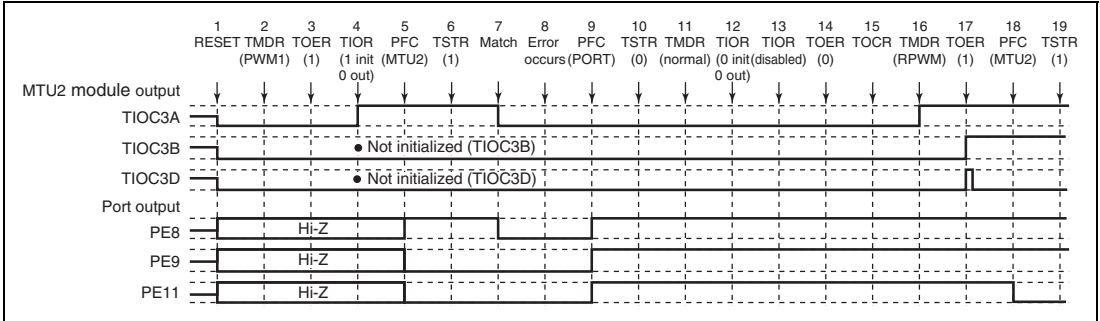 1 2 3 4 5 6 7 8 9 10 11 12 13 14 15 16 17 18 19
RESET TMDR TOER TIOR PFC TSTR Match Error PFC TSTR TMDR TIOR TIOR TOER TOCR TMDR TOER PFC TSTR
(PWM1) (1) (1 init (MTU2) (1) occurs (PORT) (0) (normal) (0 init (disabled) (0) (RPWM) (1) (MTU2) (1)
0 out) 0 out)
MTU2 module output
TIOC3A
TIOC3B • Not initialized (TIOC3B)
TIOC3D • Not initialized (TIOC3D)
Port output
PE8 Hi-Z
PE9 Hi-Z
PE11 Hi-Z